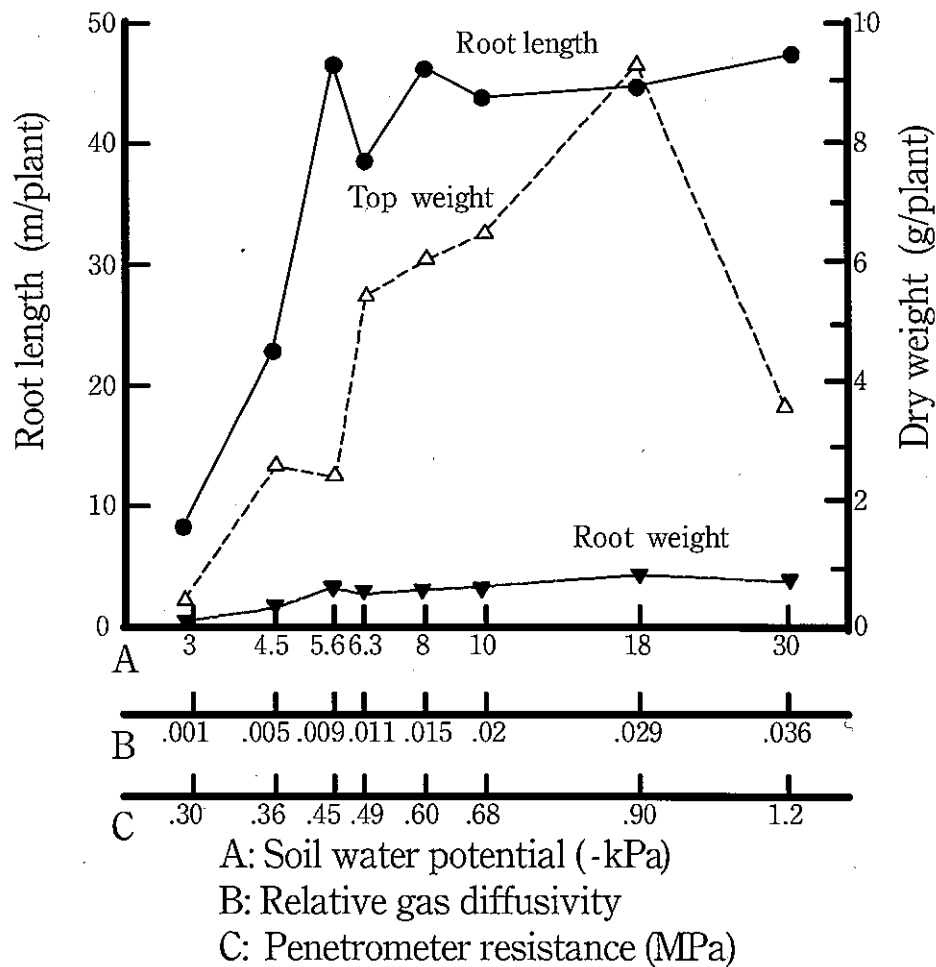 50
40
30
20
10
0
Root length (m/plant)
10
8
6
4
2
0
Dry weight (g/plant)
Root length
Top weight
Root weight
A 3 4.5 5.6 6.3 8 10 18 30
B .001 .005 .009 .011 .015 .02 .029 .036
C .30 .36 .45 .49 .60 .68 .90 1.2
A: Soil water potential (-kPa)
B: Relative gas diffusivity
C: Penetrometer resistance (MPa)